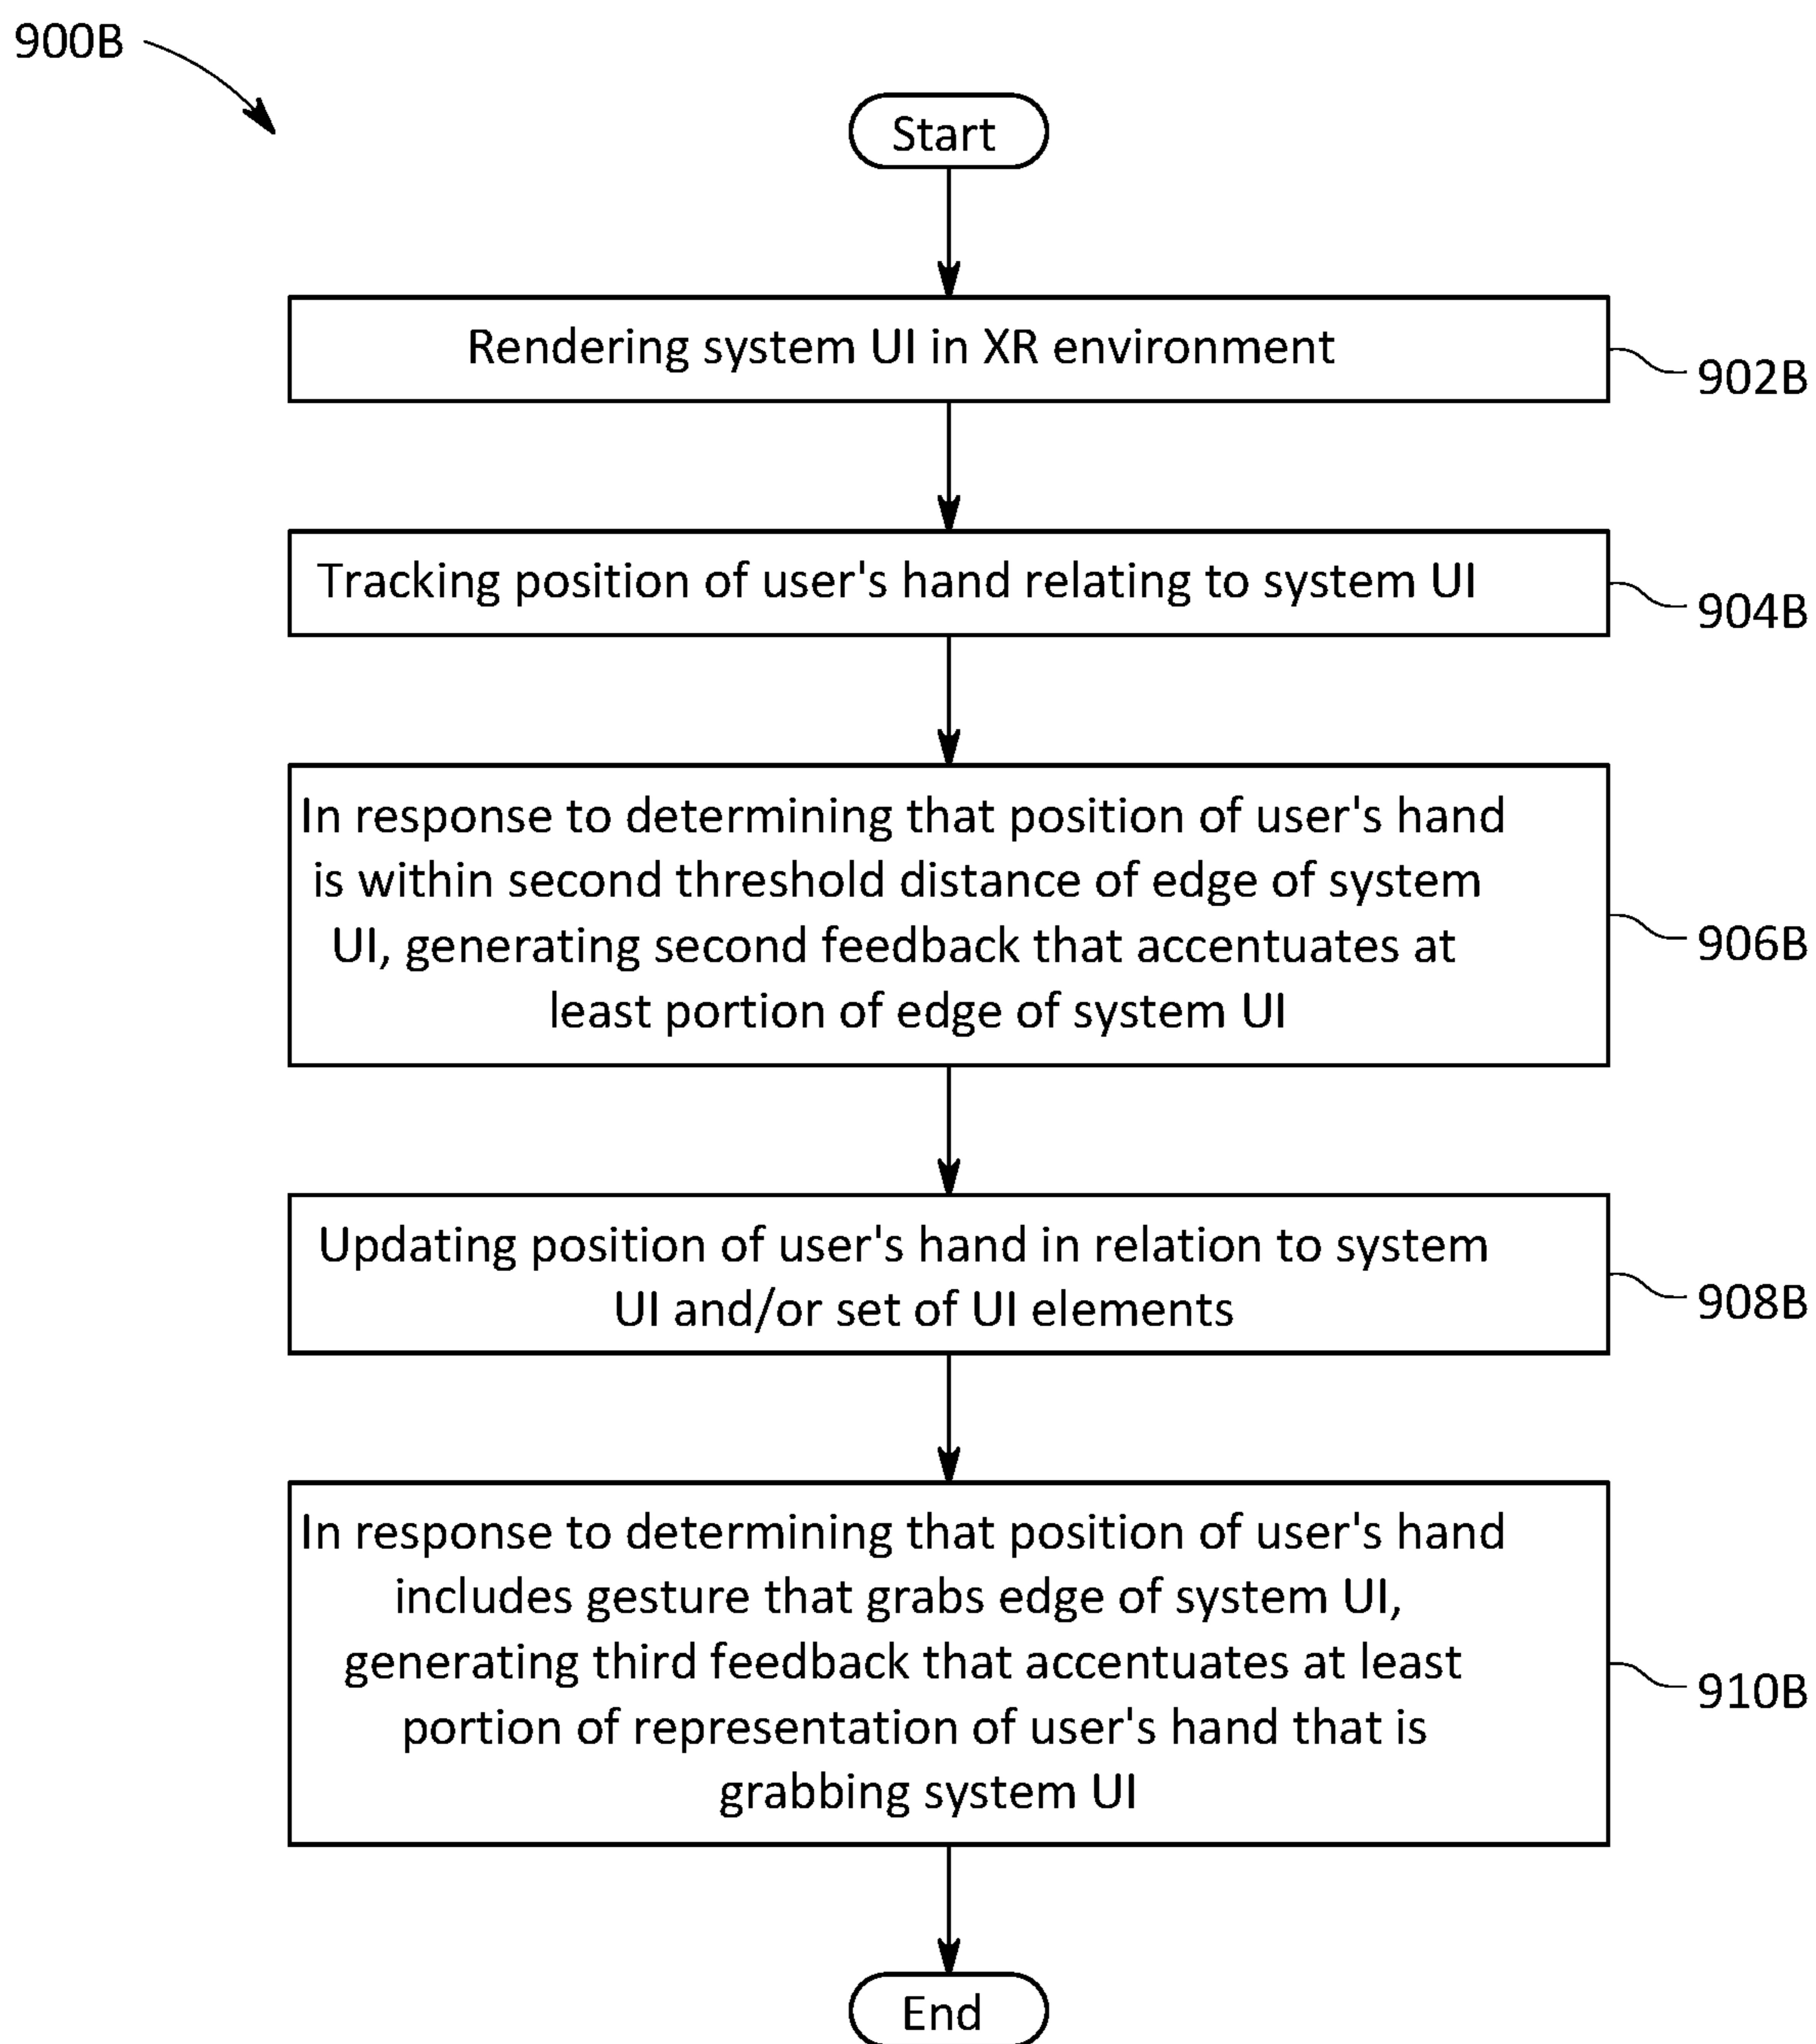 900B
Start
Rendering system UI in XR environment
902B
Tracking position of user's hand relating to system UI
904B
In response to determining that position of user's hand
is within second threshold distance of edge of system
UI, generating second feedback that accentuates at
least portion of edge of system UI
906B
Updating position of user's hand in relation to system
UI and/or set of UI elements
908B
In response to determining that position of user's hand
includes gesture that grabs edge of system UI,
generating third feedback that accentuates at least
portion of representation of user's hand that is
grabbing system UI
910B
End